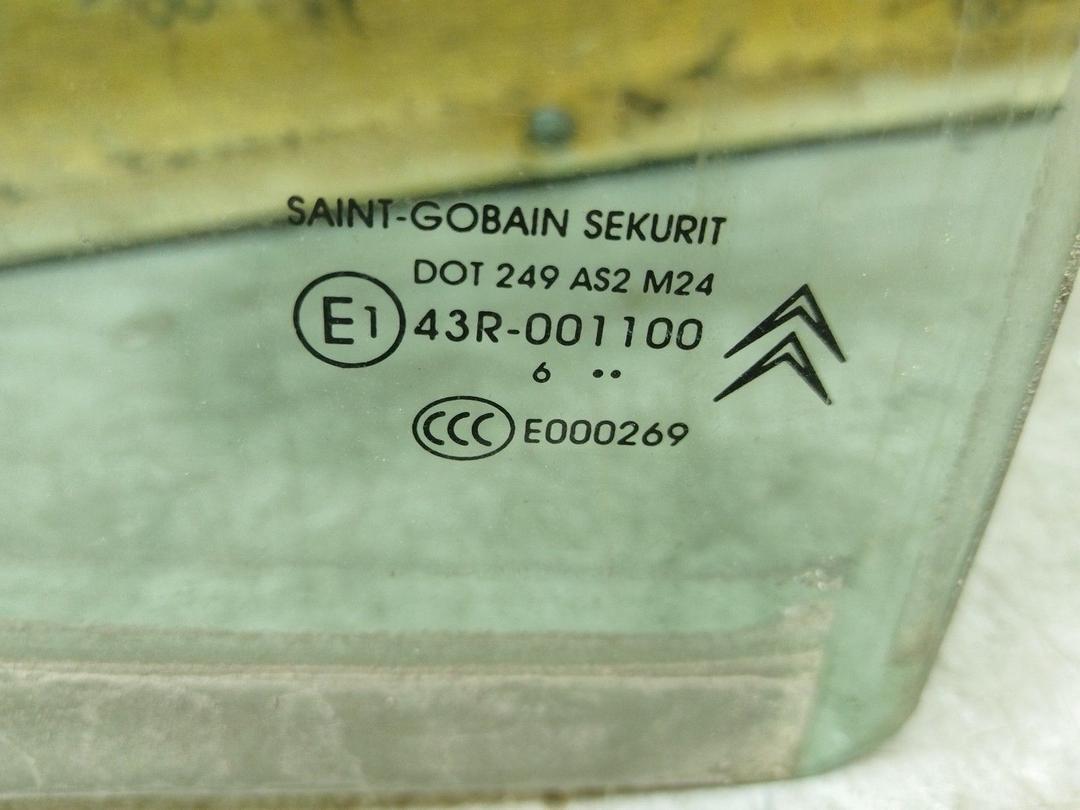 SAINT-GOBAIN SEKURIT
DOT 249 AS2 M24
E1 43R-001100
6 ••
CCC E000269